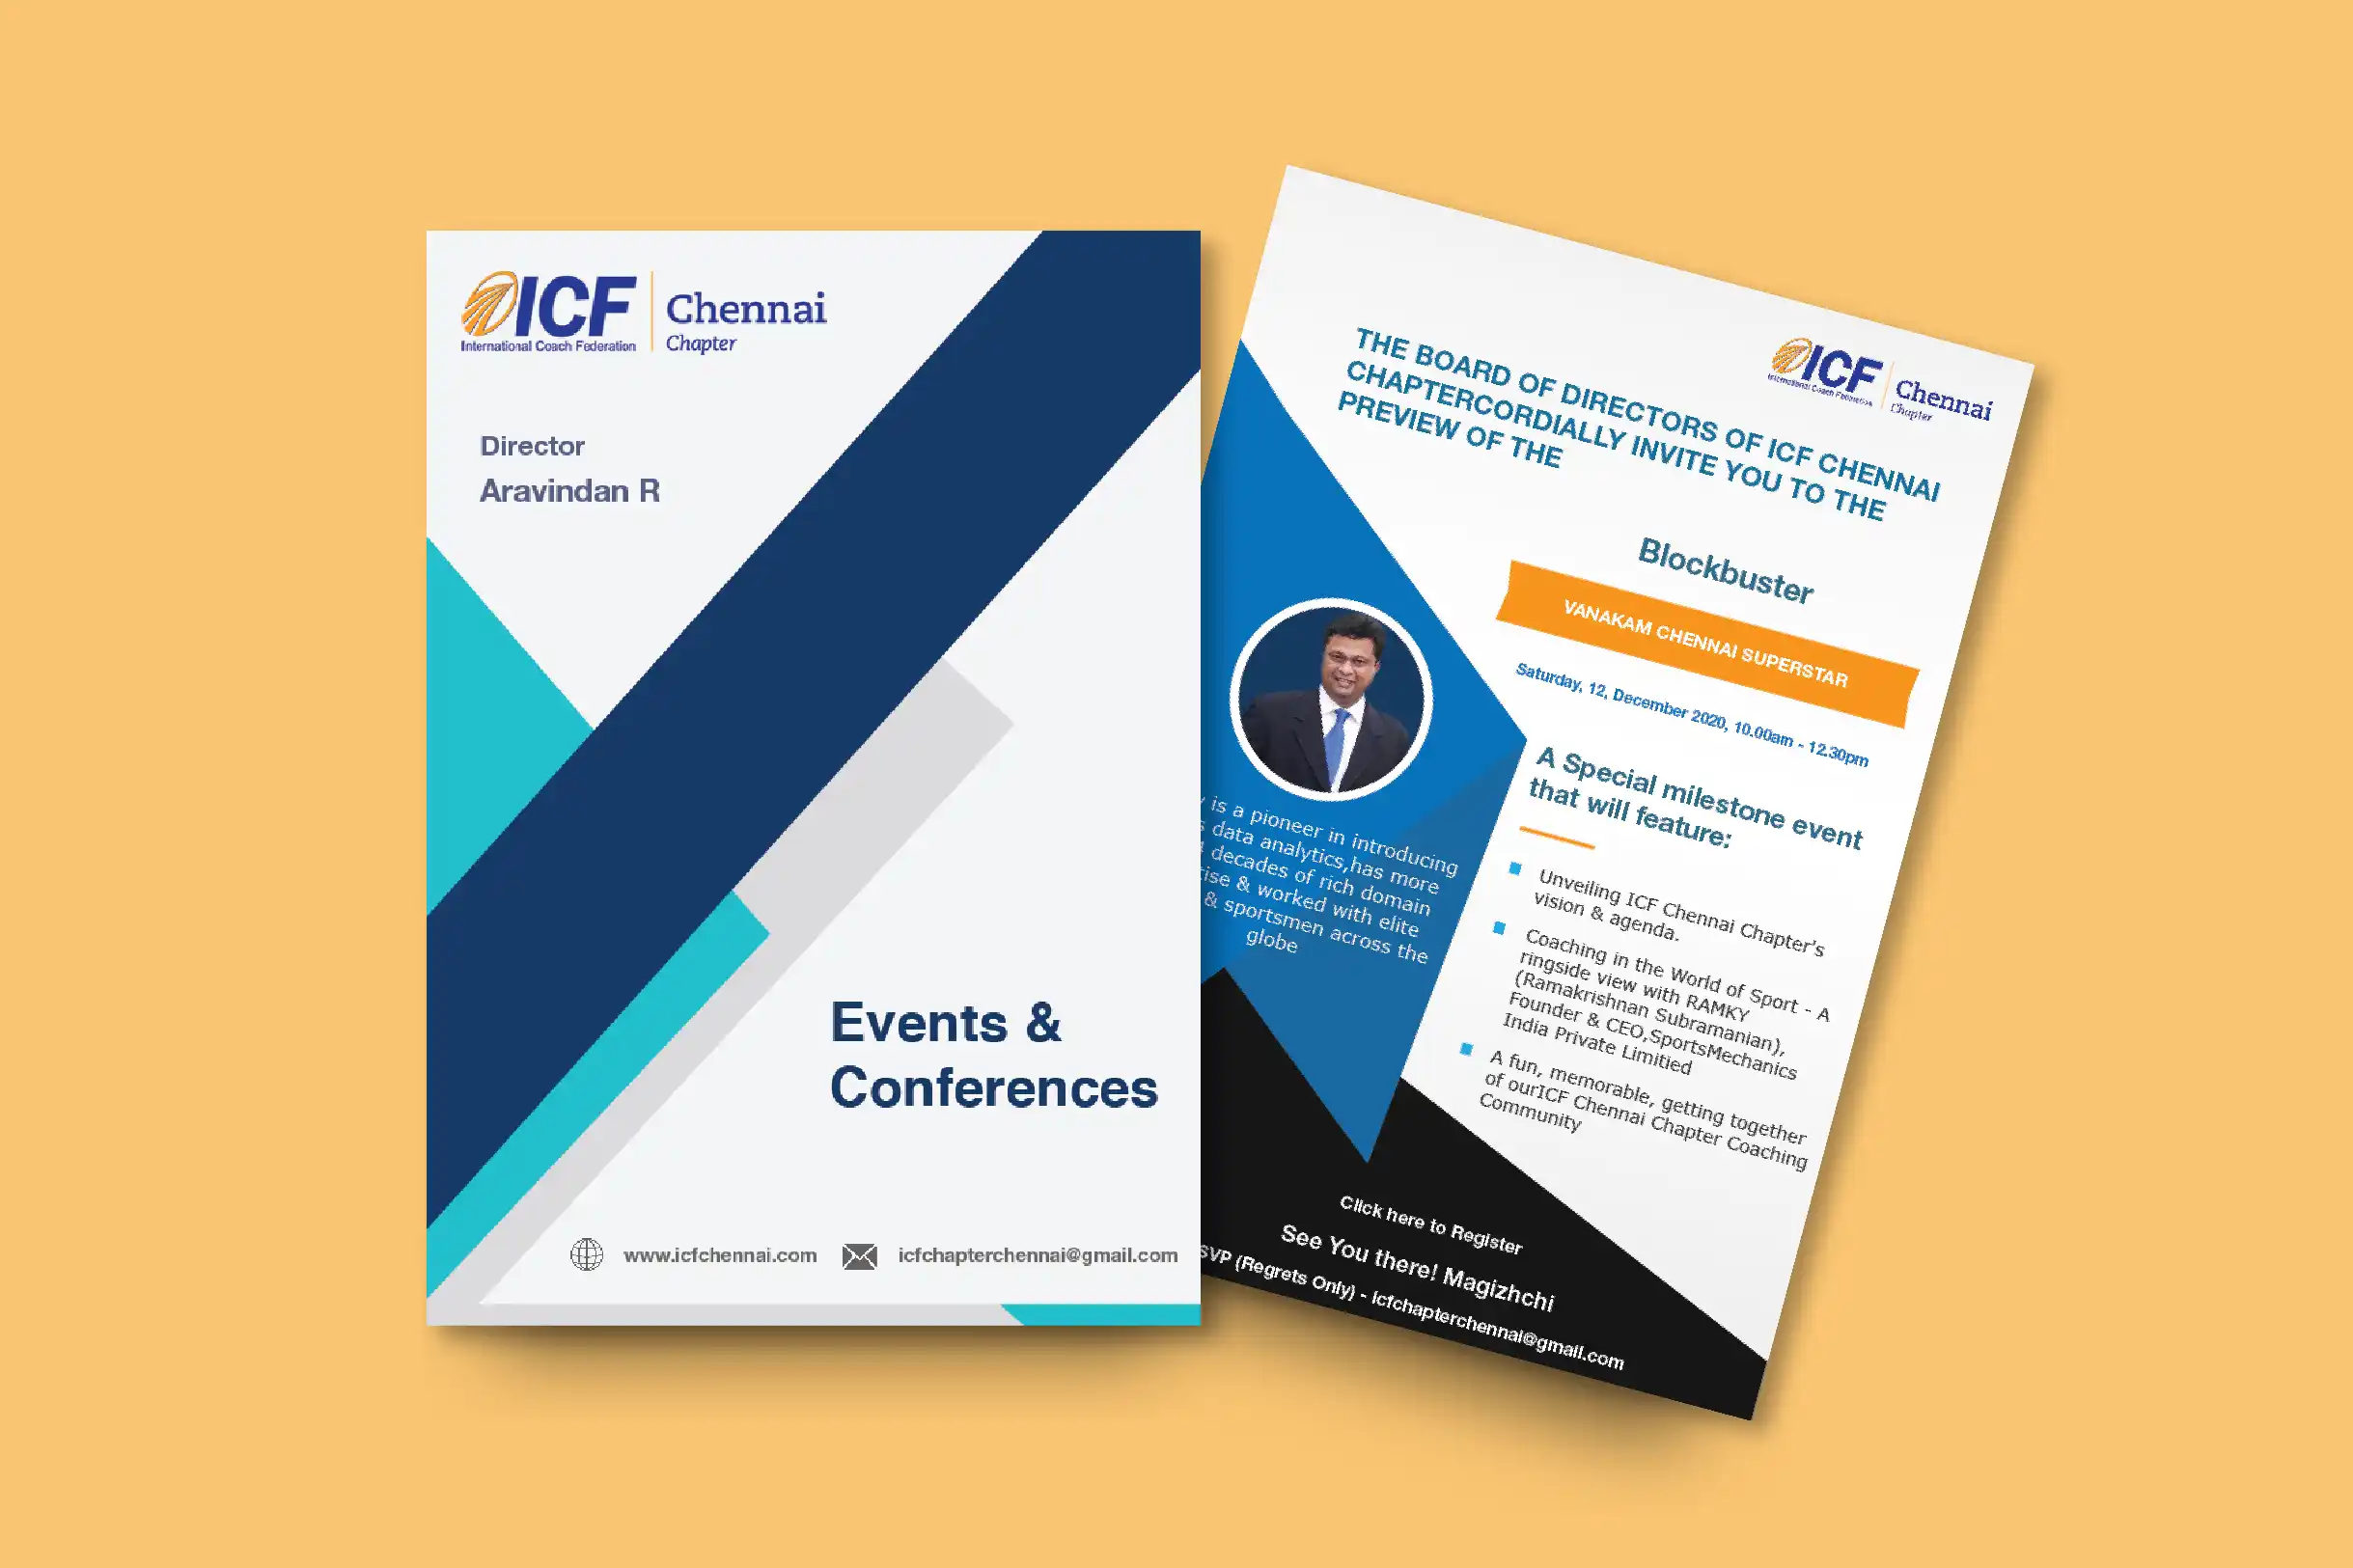 ICF
International Coach Federation
Chennai
Chapter
Director
Aravindan R
Events &
Conferences
www.icfchennai.com
icfchapterchennai@gmail.com
ICF
International Coach Federation
Chennai
Chapter
THE BOARD OF DIRECTORS OF ICF CHENNAI
CHAPTERCORDIALLY INVITE YOU TO THE
PREVIEW OF THE
Blockbuster
VANAKAM CHENNAI SUPERSTAR
Saturday, 12, December 2020, 10.00am - 12.30pm
A Special milestone event
that will feature:
Unveiling ICF Chennai Chapter's
vision & agenda.
Coaching in the World of Sport - A
ringside view with RAMKY
(Ramakrishnan Subramanian),
Founder & CEO,SportsMechanics
India Private Limitied
A fun, memorable, getting together
of ourICF Chennai Chapter Coaching
Community
is a pioneer in introducing
data analytics,has more
decades of rich domain
& worked with elite
& sportsmen across the
globe
Click here to Register
See You there! Magizhchi
(Regrets Only) - icfchapterchennai@gmail.com